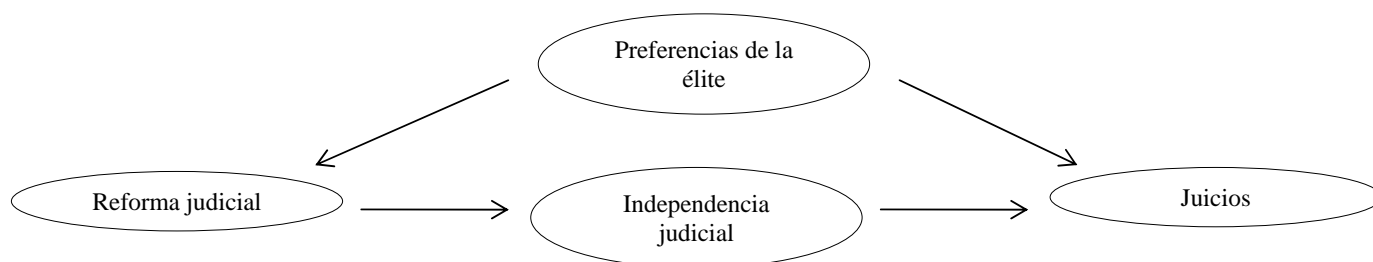 Preferencias de la
élite
Reforma judicial
Independencia
judicial
Juicios